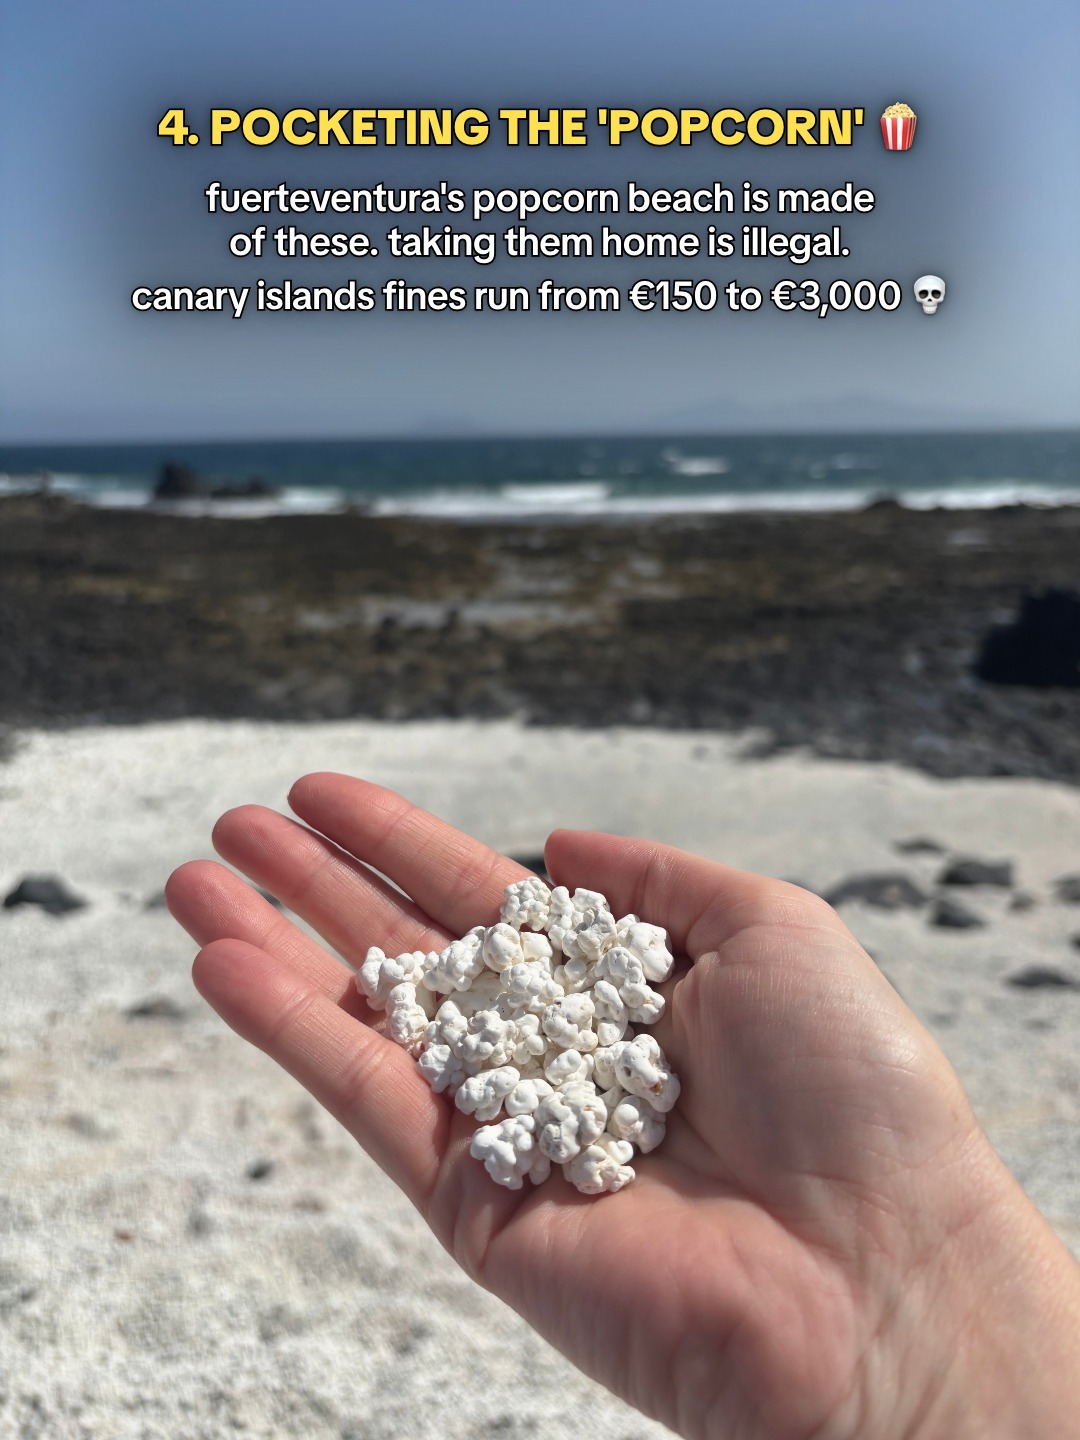 4. POCKETING THE 'POPCORN' 🍿
fuerteventura's popcorn beach is made
of these. taking them home is illegal.
canary islands fines run from €150 to €3,000 💀